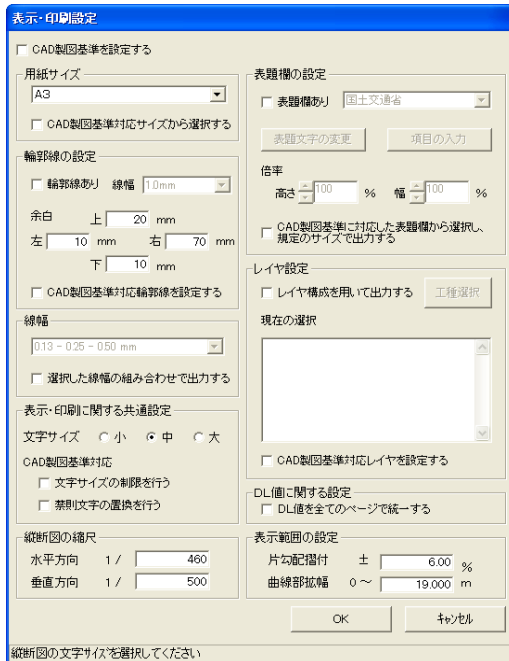 表示・印刷設定
CAD製図基準を設定する
用紙サイズ
A3
CAD製図基準対応サイズから選択する
輪郭線の設定
輪郭線あり 線幅 1.0mm
余白 上 20 mm
左 10 mm 右 70 mm
下 10 mm
CAD製図基準対応輪郭線を設定する
線幅
0.13 - 0.25 - 0.50 mm
選択した線幅の組み合わせで出力する
表示・印刷に関する共通設定
文字サイズ 小 中 大
CAD製図基準対応
文字サイズの制限を行う
禁則文字の置換を行う
縦断図の縮尺
水平方向 1 / 460
垂直方向 1 / 500
表題欄の設定
表題欄あり 国土交通省
表題文字の変更 項目の入力
倍率
高さ 100 % 幅 100 %
CAD製図基準に対応した表題欄から選択し、
規定のサイズで出力する
レイヤ設定
レイヤ構成を用いて出力する 工種選択
現在の選択
CAD製図基準対応レイヤを設定する
DL値に関する設定
DL値を全てのページで統一する
表示範囲の設定
片勾配摺付 ± 6.00 %
曲線部拡幅 0 ～ 19.000 m
OK キャンセル
縦断図の文字サイズを選択してください